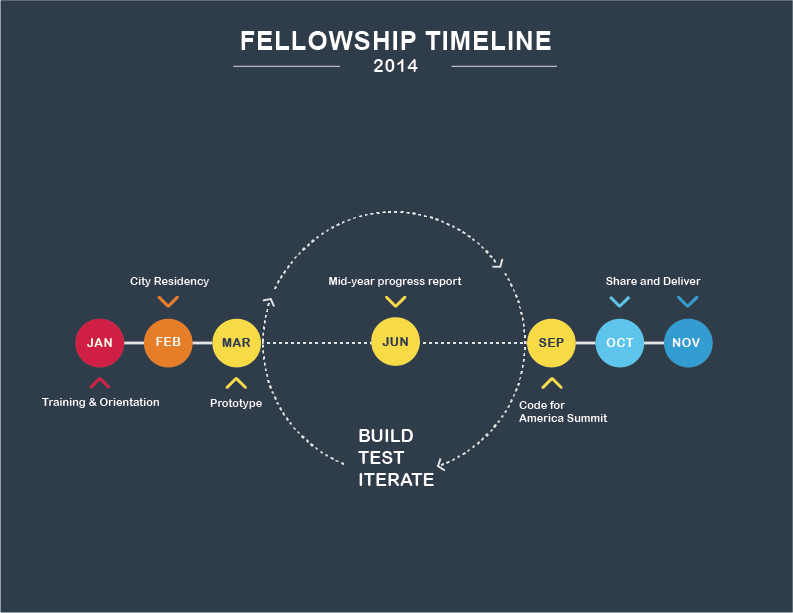 FELLOWSHIP TIMELINE
2014
City Residency
Mid-year progress report
Share and Deliver
JAN
FEB
MAR
JUN
SEP
OCT
NOV
Training & Orientation
Prototype
Code for
America Summit
BUILD
TEST
ITERATE